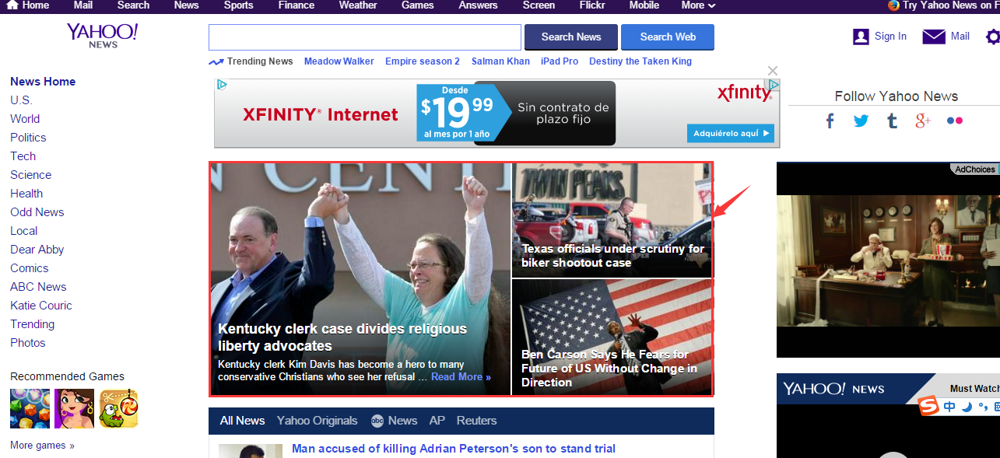 Home Mail Search News Sports Finance Weather Games Answers Screen Flickr Mobile More Try Yahoo News on F
YAHOO!
NEWS
Search News Search Web
Sign In Mail
Trending News Meadow Walker Empire season 2 Salman Khan iPad Pro Destiny the Taken King
News Home
U.S.
World
Politics
Tech
Science
Health
Odd News
Local
Dear Abby
Comics
ABC News
Katie Couric
Trending
Photos
Recommended Games
More games »
XFINITY® Internet
Desde
$19.99
al mes por 1 año
Sin contrato de
plazo fijo
xfinity®
Adquiérelo aquí
Follow Yahoo News
N CENT
Kentucky clerk case divides religious
liberty advocates
Kentucky clerk Kim Davis has become a hero to many
conservative Christians who see her refusal ... Read More »
TWIN PEAKS
Texas officials under scrutiny for
biker shootout case
Ben Carson Says He Fears for
Future of US Without Change in
Direction
AdChoices
YAHOO! NEWS
Must Watch
S 中
All News Yahoo Originals abc News AP Reuters
Man accused of killing Adrian Peterson's son to stand trial